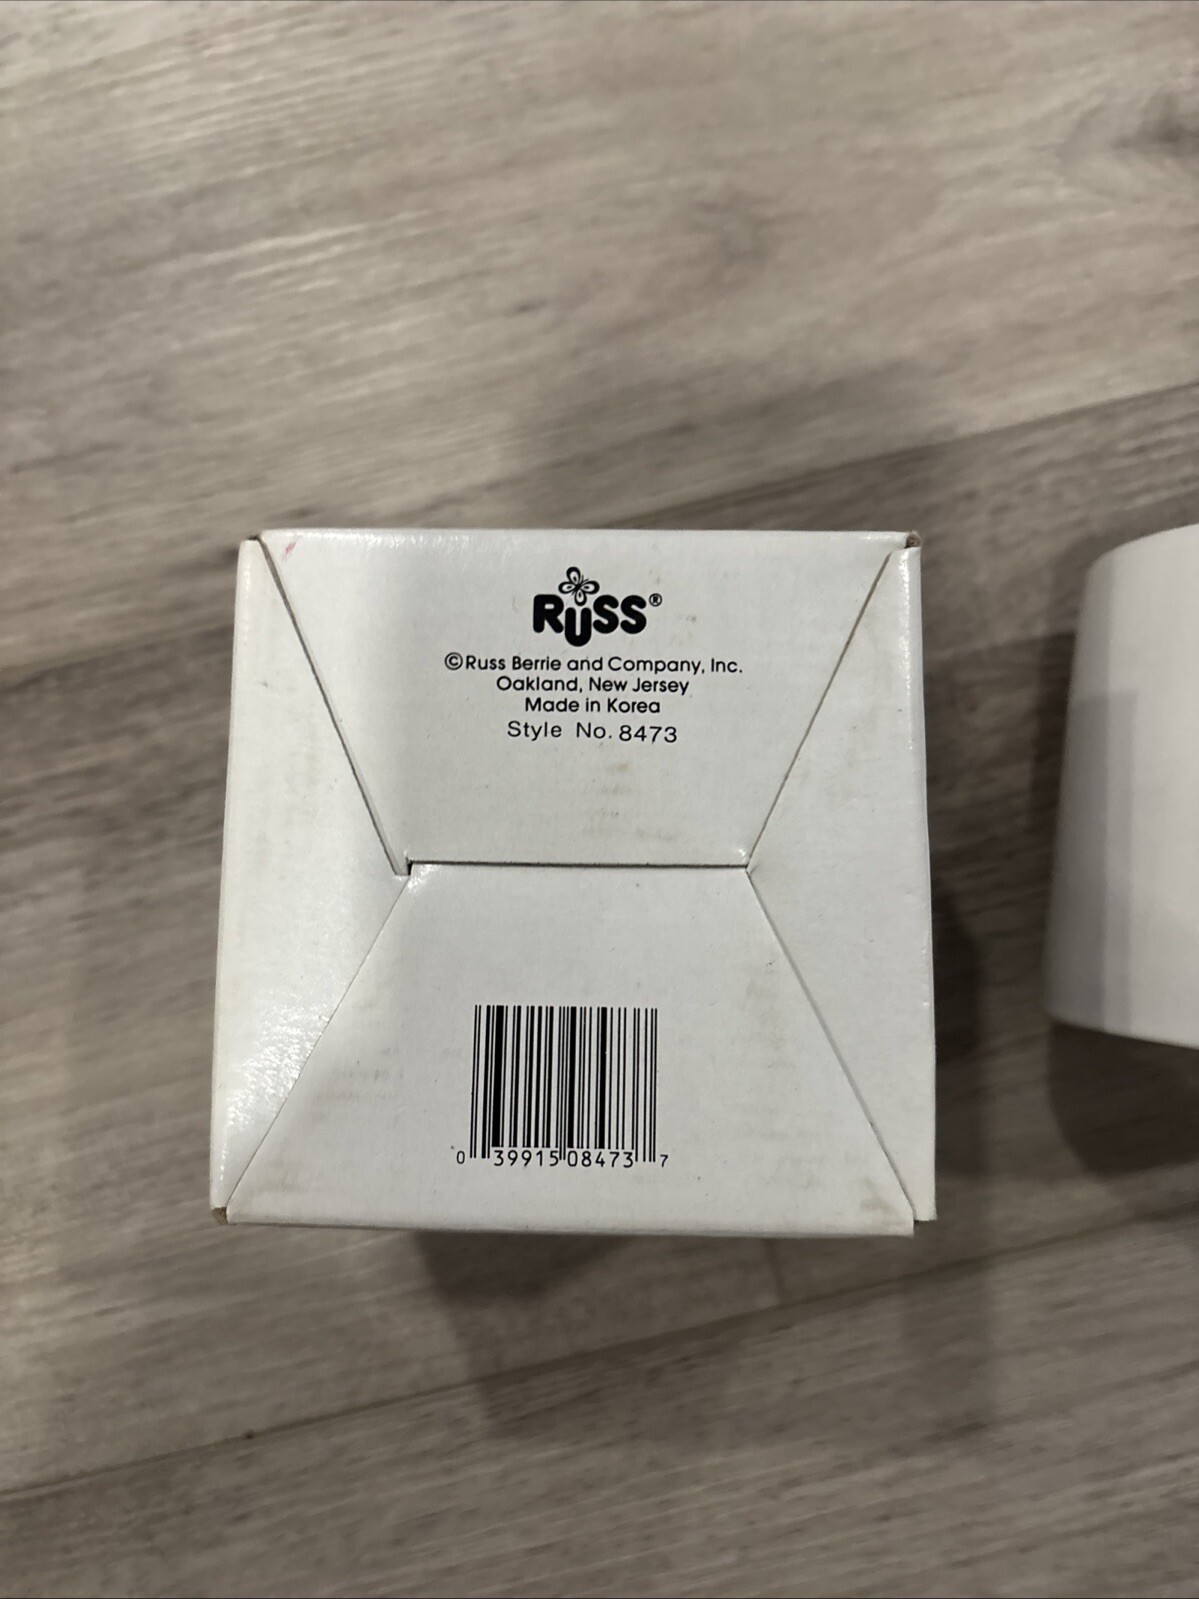 RUSS®
©Russ Berrie and Company, Inc.
Oakland, New Jersey
Made in Korea
Style No. 8473
0 39915 08473 7